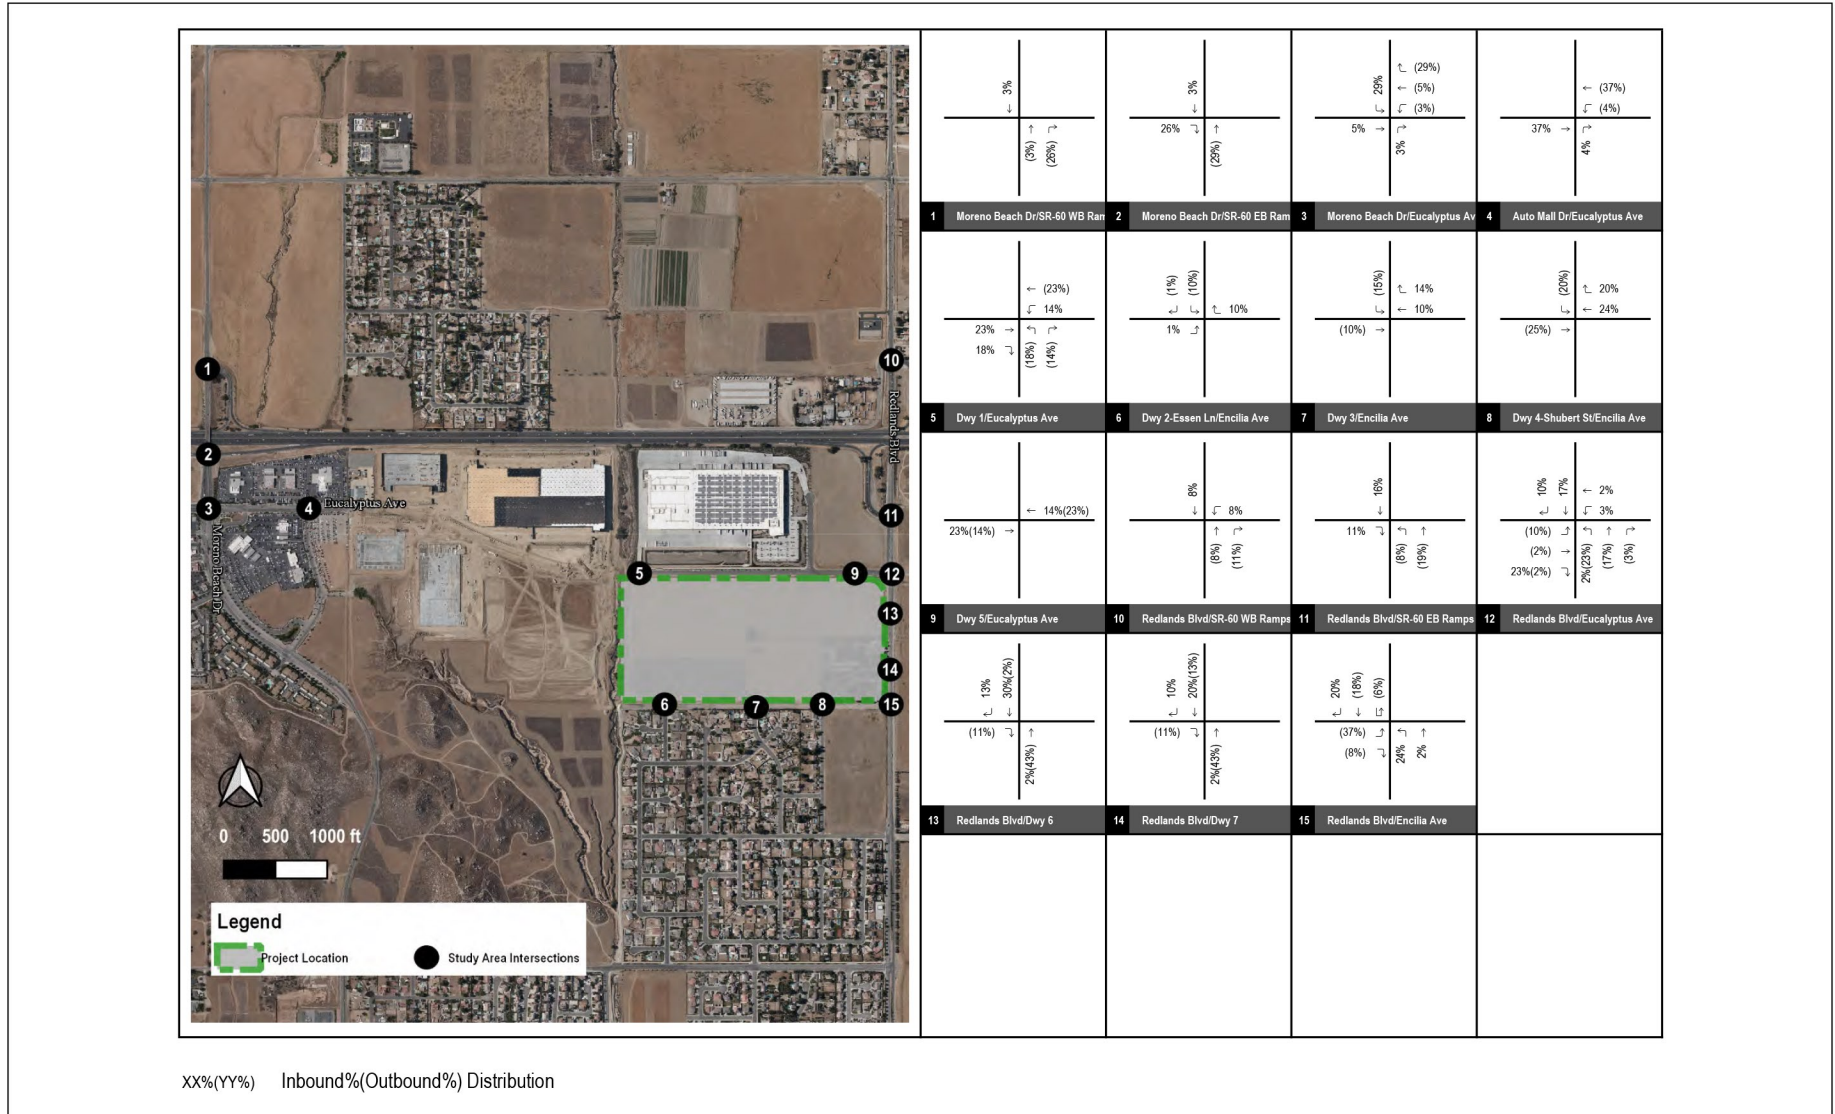 1
10
Redlands Blvd
2
3
4
Eucalyptus Ave
11
Moreno Beach Dr
5
9
12
13
14
6
7
8
15
0 500 1000 ft
Legend
Project Location
Study Area Intersections
3%
(3%) (26%)
1 Moreno Beach Dr/SR-60 WB Ram
3%
26%
(29%)
2 Moreno Beach Dr/SR-60 EB Ram
29%
(29%)
(5%)
(3%)
5%
3%
3 Moreno Beach Dr/Eucalyptus Av
(37%)
(4%)
37%
4%
4 Auto Mall Dr/Eucalyptus Ave
(23%)
14%
23%
18%
(18%) (14%)
5 Dwy 1/Eucalyptus Ave
(1%) (10%)
10%
1%
6 Dwy 2-Essen Ln/Encilia Ave
(15%)
14%
10%
(10%)
7 Dwy 3/Encilia Ave
(20%)
20%
24%
(25%)
8 Dwy 4-Shubert St/Encilia Ave
14%(23%)
23%(14%)
9 Dwy 5/Eucalyptus Ave
8%
8%
(8%) (11%)
10 Redlands Blvd/SR-60 WB Ramps
16%
11%
(8%) (19%)
11 Redlands Blvd/SR-60 EB Ramps
10% 17%
2%
3%
(10%)
(2%)
23%(2%)
2%(23%) (17%) (3%)
12 Redlands Blvd/Eucalyptus Ave
13% 30%(2%)
(11%)
2%(43%)
13 Redlands Blvd/Dwy 6
10% 20%(13%)
(11%)
2%(43%)
14 Redlands Blvd/Dwy 7
20% (18%) (6%)
(37%)
(8%)
24% 2%
15 Redlands Blvd/Encilia Ave
XX%(YY%) Inbound%(Outbound%) Distribution